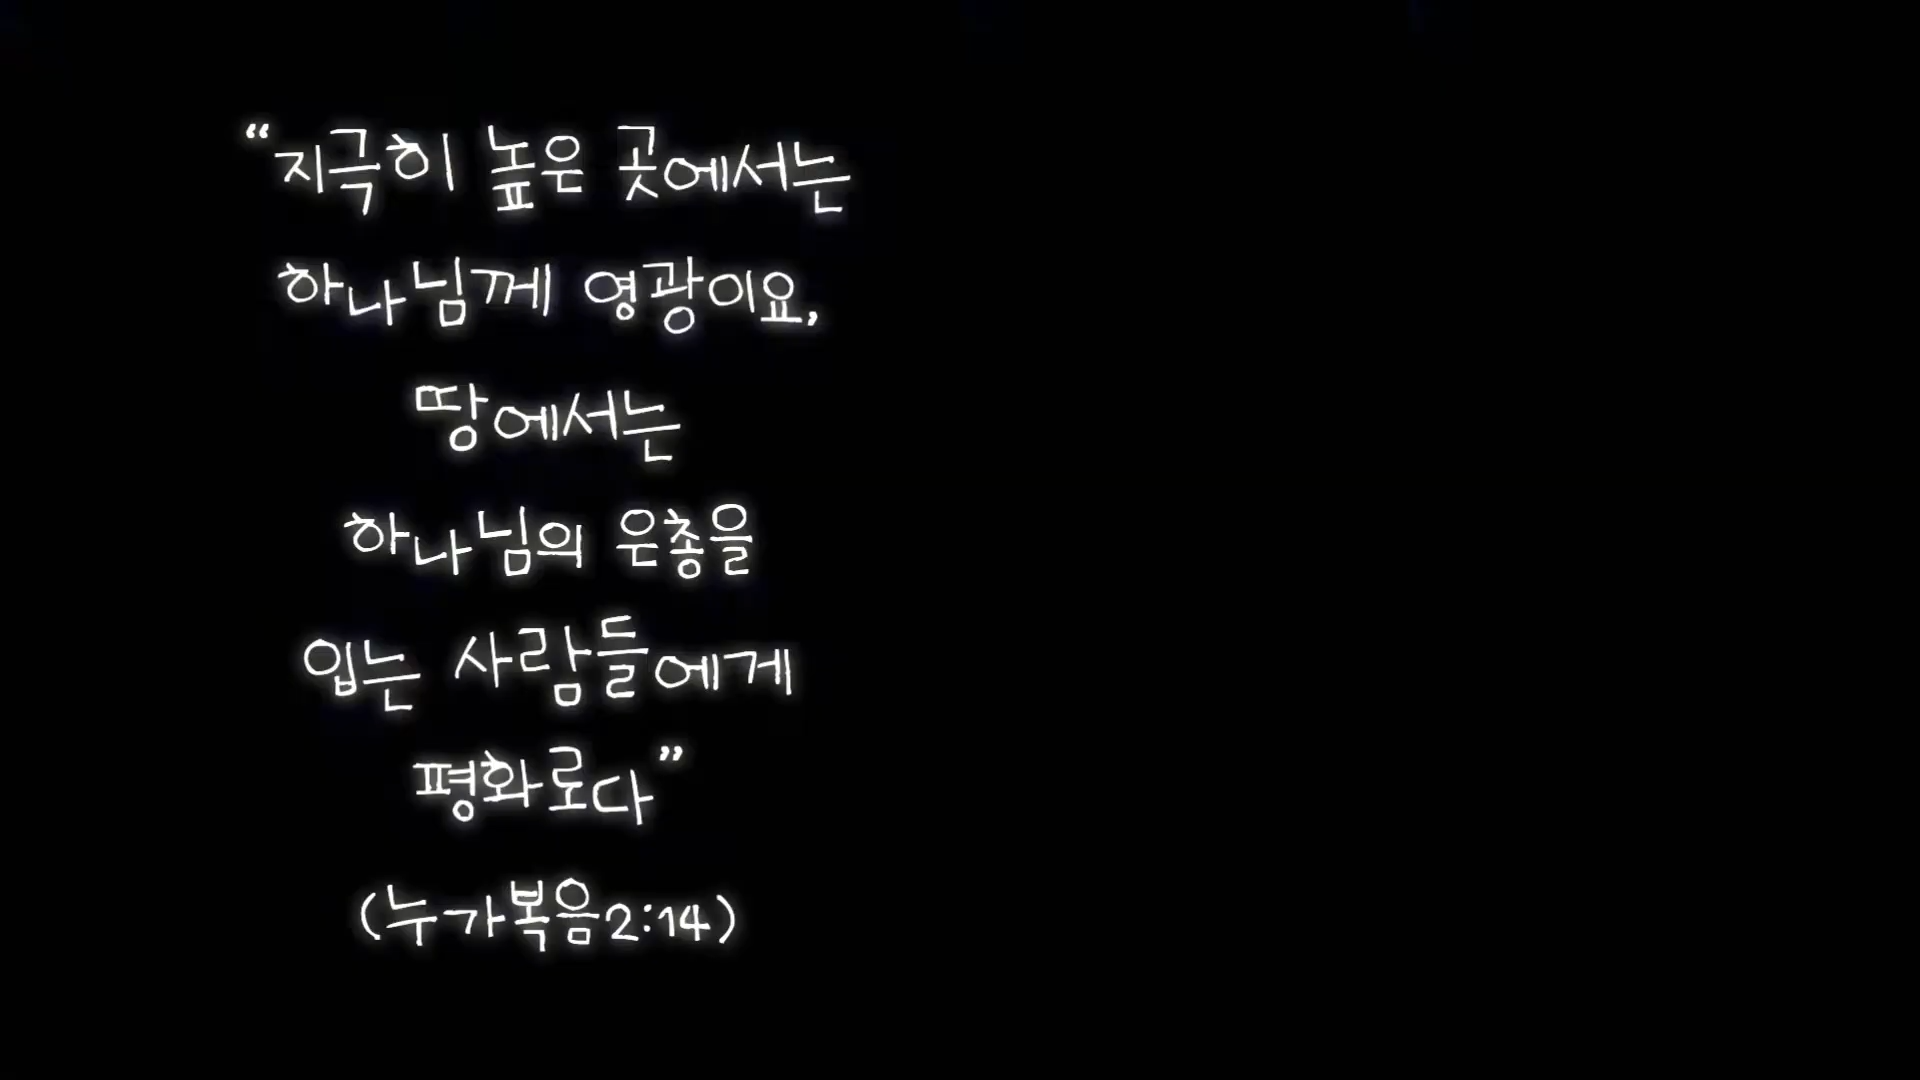 “지극히 높은 곳에서는
하나님께 영광이요,
땅에서는
하나님의 은총을
입는 사람들에게
평화로다”
(누가복음2:14)